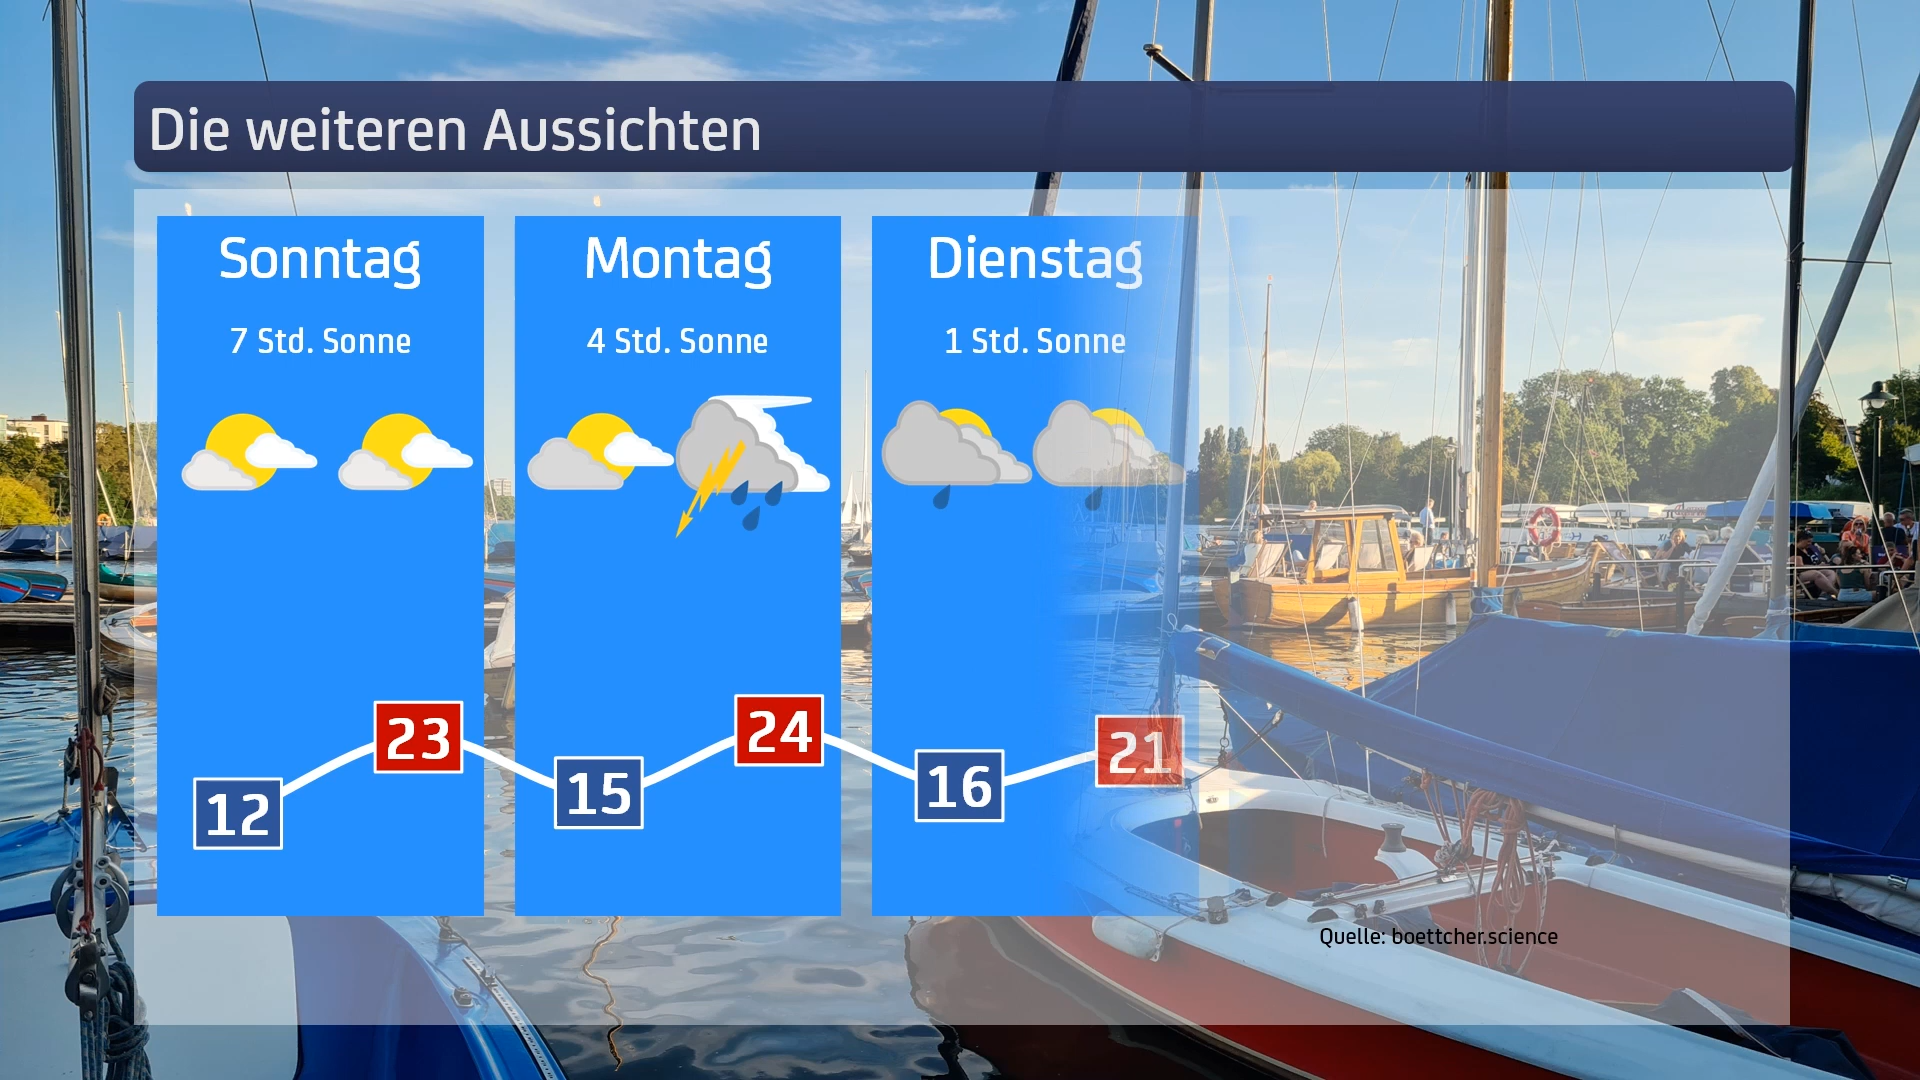 Die weiteren Aussichten
Sonntag
7 Std. Sonne
12
23
Montag
4 Std. Sonne
15
24
Dienstag
1 Std. Sonne
16
21
Quelle: boettcher.science